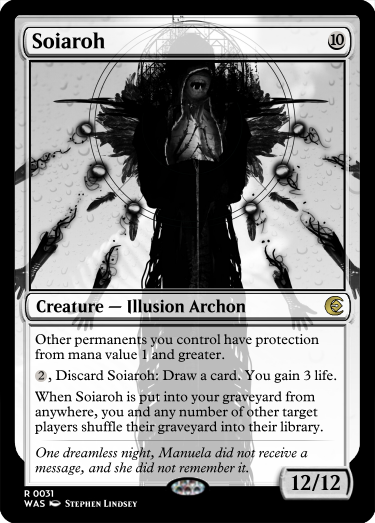 Soiaroh
10
Creature — Illusion Archon
Other permanents you control have protection
from mana value 1 and greater.
2, Discard Soiaroh: Draw a card. You gain 3 life.
When Soiaroh is put into your graveyard from
anywhere, you and any number of other target
players shuffle their graveyard into their library.
One dreamless night, Manuela did not receive a
message, and she did not remember it.
12/12
R 0031
WAS Stephen Lindsey